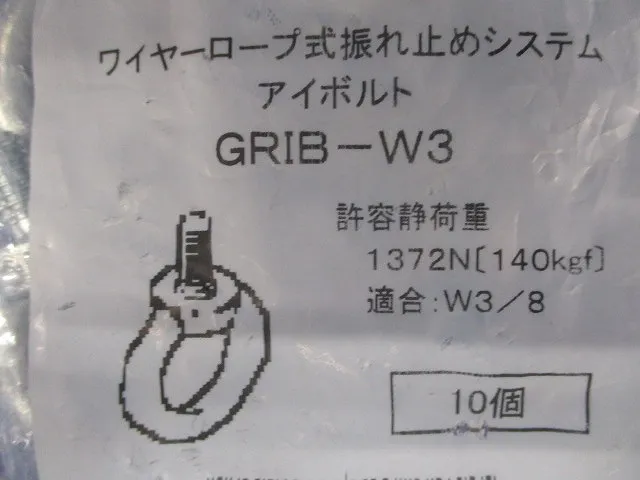 ワイヤーロープ式振れ止めシステム
アイボルト
GRIB－W3
許容静荷重
1372N[140kgf]
適合:W3／8
10個